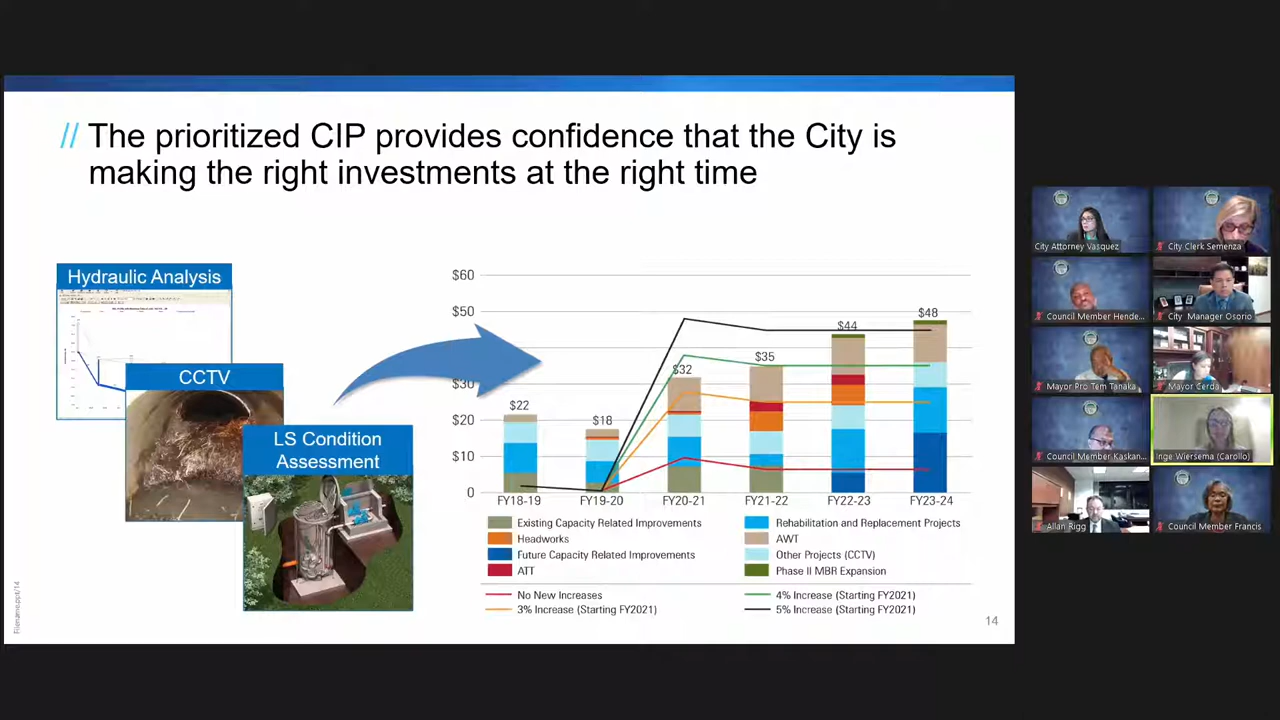 // The prioritized CIP provides confidence that the City is
making the right investments at the right time
Hydraulic Analysis
CCTV
LS Condition
Assessment
$60
$50
$30
$20
$10
0
$22
$18
$32
$35
$44
$48
FY18-19
FY19-20
FY20-21
FY21-22
FY22-23
FY23-24
Existing Capacity Related Improvements
Headworks
Future Capacity Related Improvements
ATT
Rehabilitation and Replacement Projects
AWT
Other Projects (CCTV)
Phase II MBR Expansion
No New Increases
3% Increase (Starting FY2021)
4% Increase (Starting FY2021)
5% Increase (Starting FY2021)
Filename.ppt/14
14
City Attorney Vasquez
City Clerk Semenza
Council Member Hende...
City Manager Osorio
Mayor Pro Tem Tanaka
Mayor Cerda
Council Member Kaskan...
Inge Wiersema (Carollo)
Allan Rigg
Council Member Francis